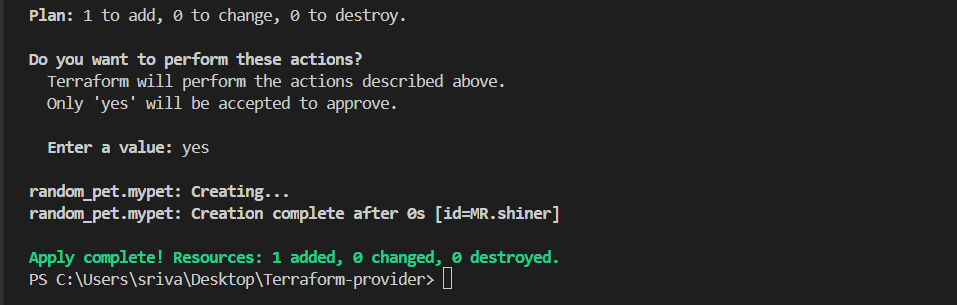 Plan: 1 to add, 0 to change, 0 to destroy.
Do you want to perform these actions?
Terraform will perform the actions described above.
Only 'yes' will be accepted to approve.
Enter a value: yes
random_pet.mypet: Creating...
random_pet.mypet: Creation complete after 0s [id=MR.shiner]
Apply complete! Resources: 1 added, 0 changed, 0 destroyed.
PS C:\Users\sriva\Desktop\Terraform-provider>